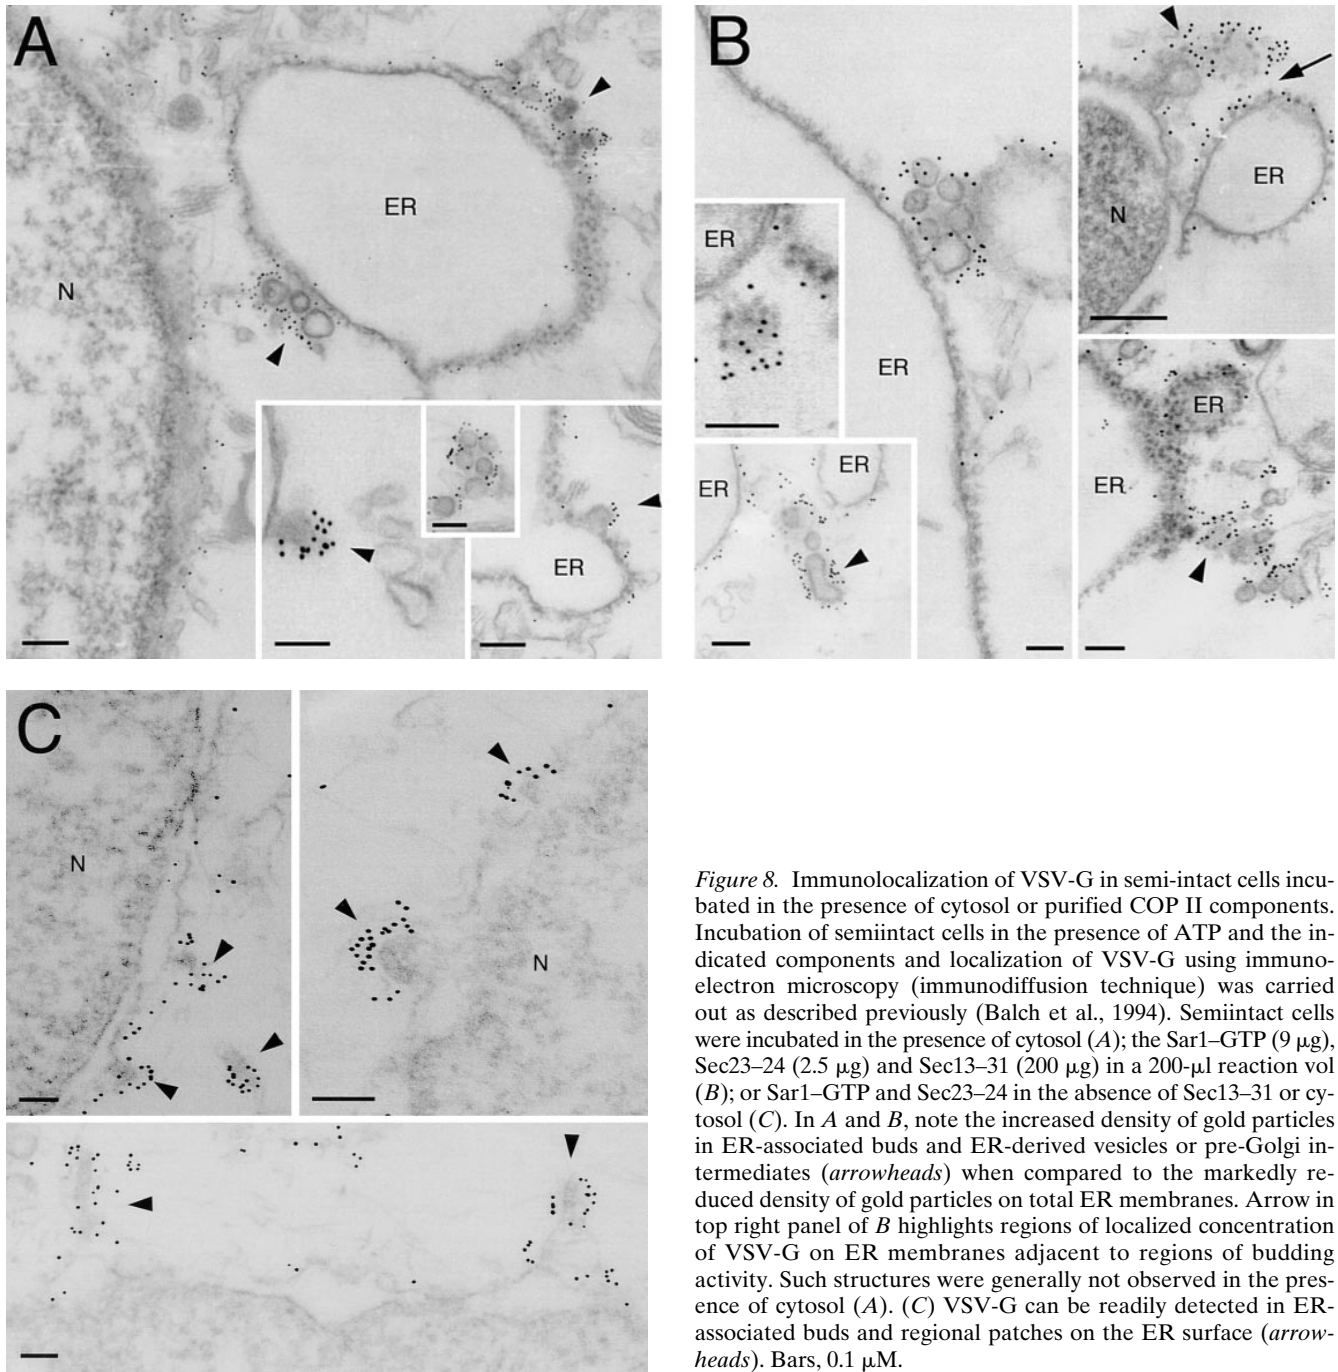 A
ER
N
ER
B
ER
N
ER
ER
ER
ER
ER
ER
ER
C
N
N
Figure 8. Immunolocalization of VSV-G in semi-intact cells incu-
bated in the presence of cytosol or purified COP II components.
Incubation of semiintact cells in the presence of ATP and the in-
dicated components and localization of VSV-G using immuno-
electron microscopy (immunodiffusion technique) was carried
out as described previously (Balch et al., 1994). Semiintact cells
were incubated in the presence of cytosol (A); the Sar1–GTP (9 μg),
Sec23–24 (2.5 μg) and Sec13–31 (200 μg) in a 200-μl reaction vol
(B); or Sar1–GTP and Sec23–24 in the absence of Sec13–31 or cy-
tosol (C). In A and B, note the increased density of gold particles
in ER-associated buds and ER-derived vesicles or pre-Golgi in-
termediates (arrowheads) when compared to the markedly re-
duced density of gold particles on total ER membranes. Arrow in
top right panel of B highlights regions of localized concentration
of VSV-G on ER membranes adjacent to regions of budding
activity. Such structures were generally not observed in the pres-
ence of cytosol (A). (C) VSV-G can be readily detected in ER-
associated buds and regional patches on the ER surface (arrow-
heads). Bars, 0.1 μM.